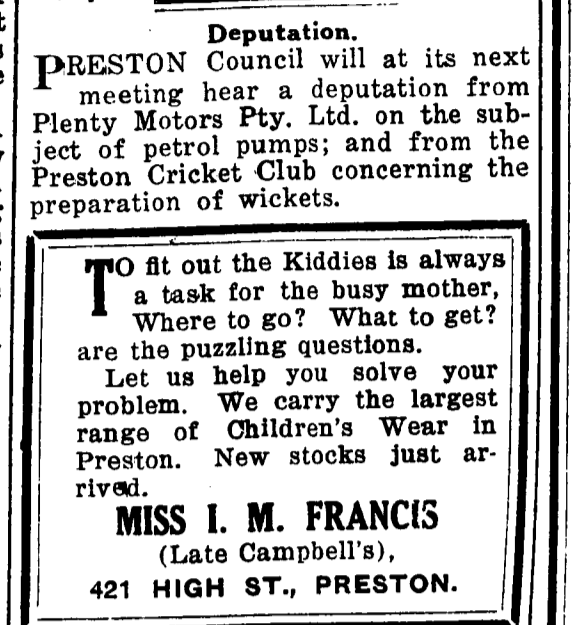 Deputation.
PRESTON Council will at its next
meeting hear a deputation from
Plenty Motors Pty. Ltd. on the sub-
ject of petrol pumps; and from the
Preston Cricket Club concerning the
preparation of wickets.
TO fit out the Kiddies is always
a task for the busy mother,
Where to go? What to get?
are the puzzling questions.
Let us help you solve your
problem. We carry the largest
range of Children's Wear in
Preston. New stocks just ar-
rived.
MISS I. M. FRANCIS
(Late Campbell's),
421 HIGH ST., PRESTON.